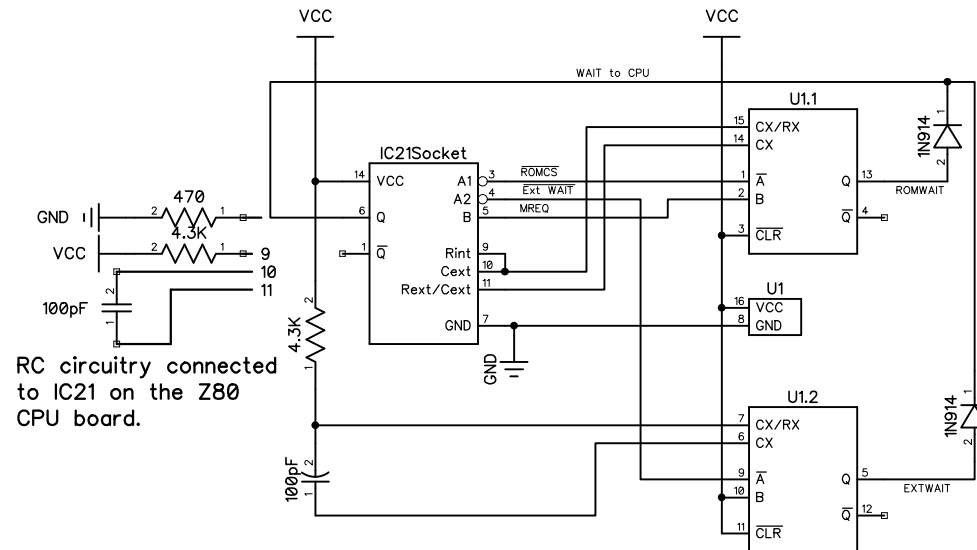 VCC
VCC
WAIT to CPU
U1.1
15 CX/RX
14 CX
1 A
2 B
3 CLR
Q 13
Q 4
ROMWAIT
1N914
1
2
IC21Socket
14 VCC
6 Q
1 Q
A1 3 ROMCS
A2 4 Ext WAIT
B 5 MREQ
Rint 9
Cext 10
Rext/Cext 11
GND 7
GND
470
GND 2 1
4.3K
VCC 2 1 9
10
11
100pF
2
1
RC circuitry connected
to IC21 on the Z80
CPU board.
4.3K
2
1
100pF
2
1
U1
16 VCC
8 GND
U1.2
7 CX/RX
6 CX
9 A
10 B
11 CLR
Q 5
Q 12
EXTWAIT
1N914
1
2